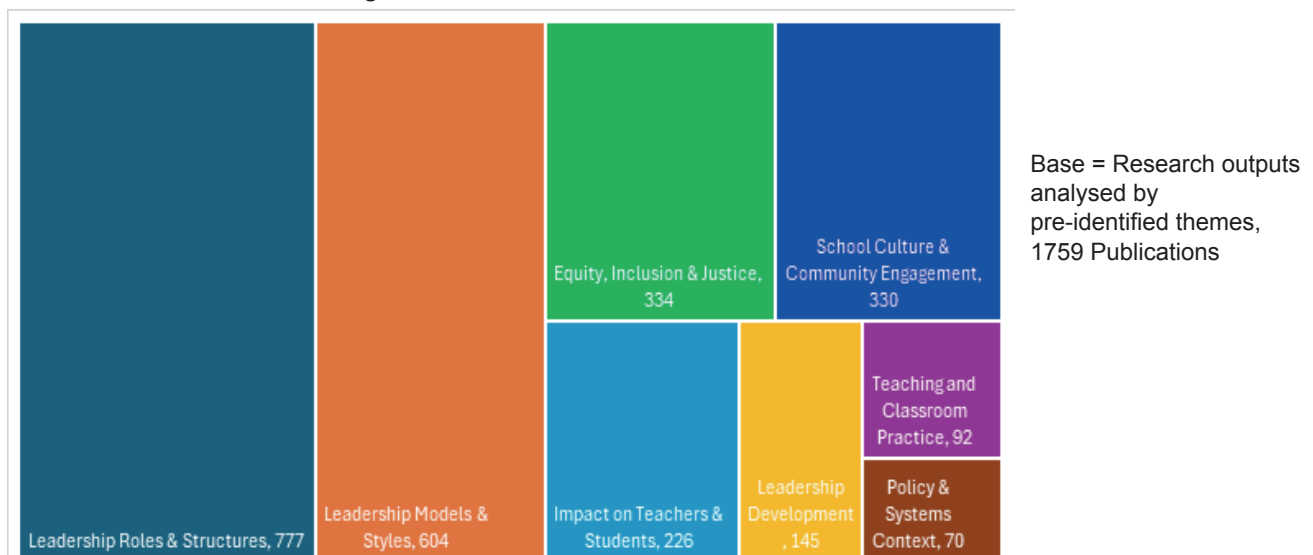 Equity, Inclusion & Justice,
334
School Culture &
Community Engagement,
330
Leadership Roles & Structures, 777
Leadership Models &
Styles, 604
Impact on Teachers &
Students, 226
Leadership
Development
, 145
Teaching and
Classroom
Practice, 92
Policy &
Systems
Context, 70
Base = Research outputs
analysed by
pre-identified themes,
1759 Publications